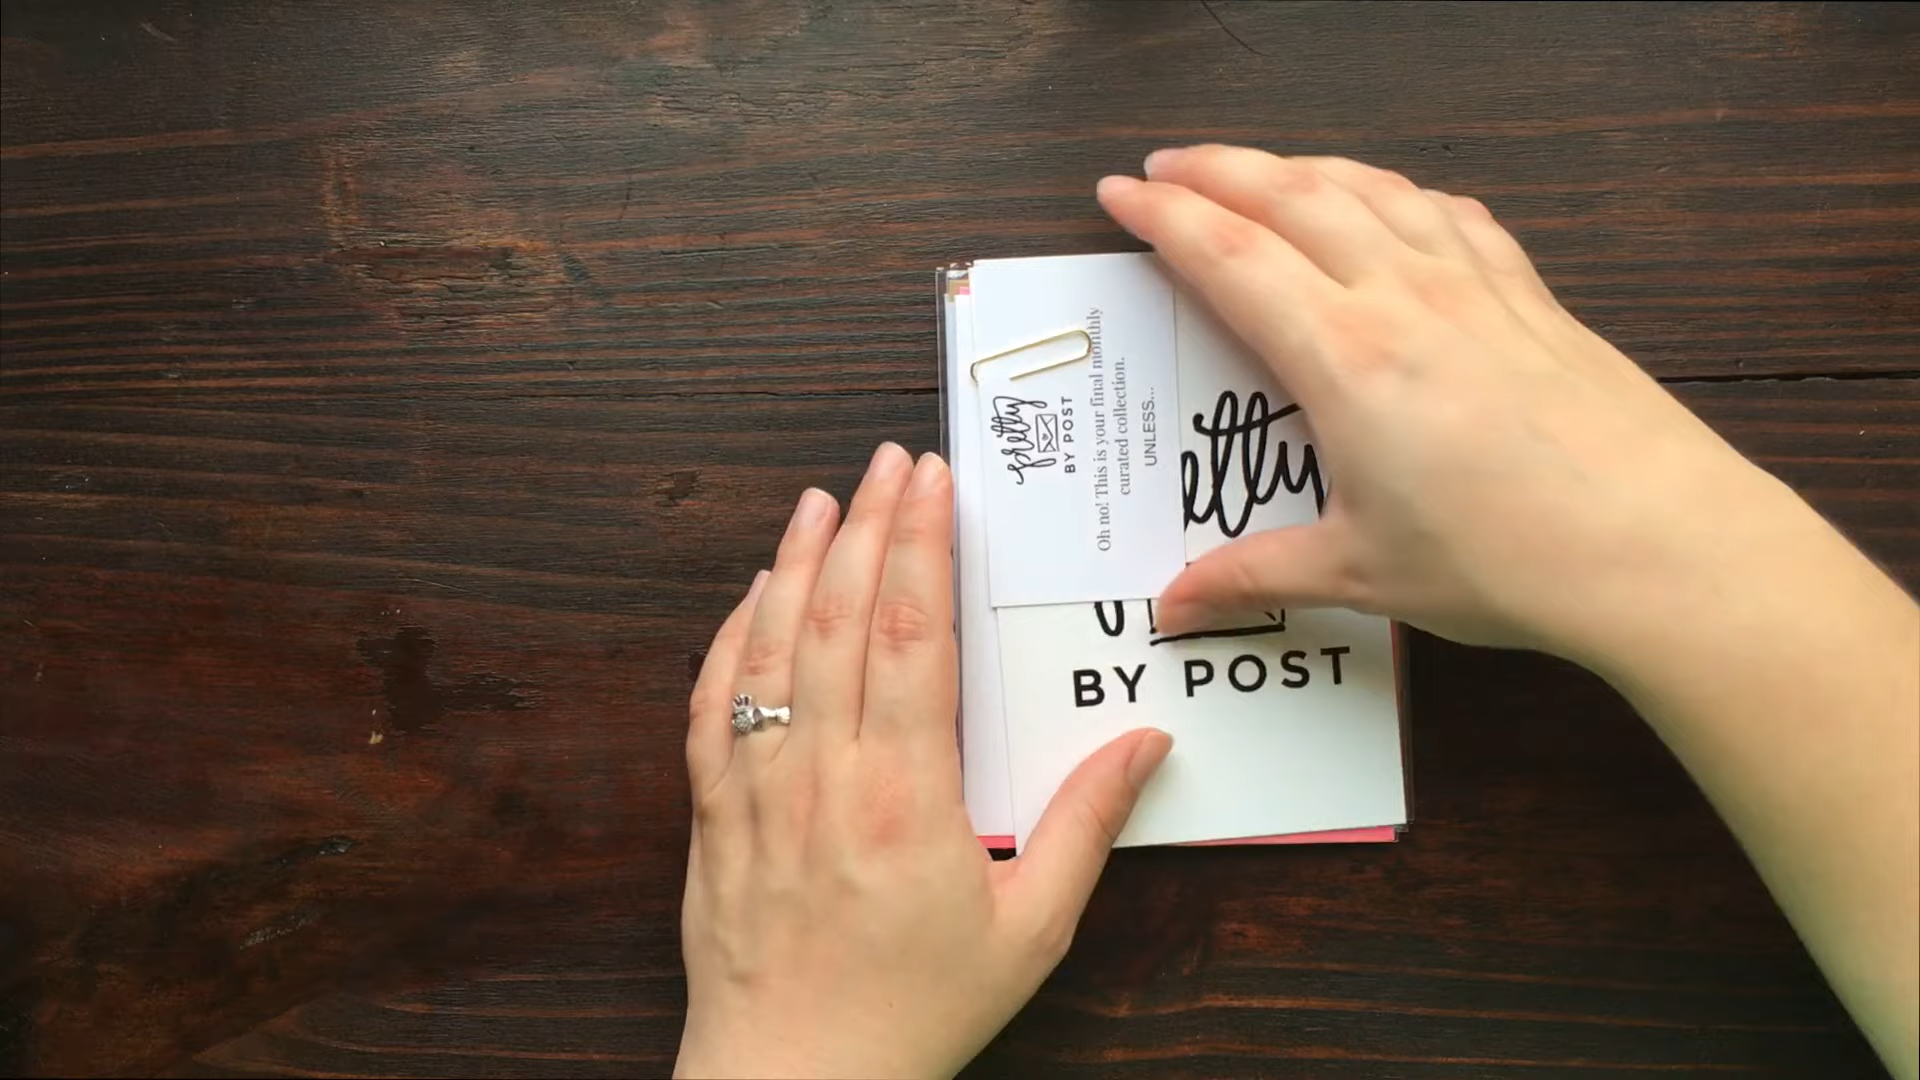 pretty
BY POST
Oh no! This is your final monthly
curated collection.
UNLESS...
etty
BY POST